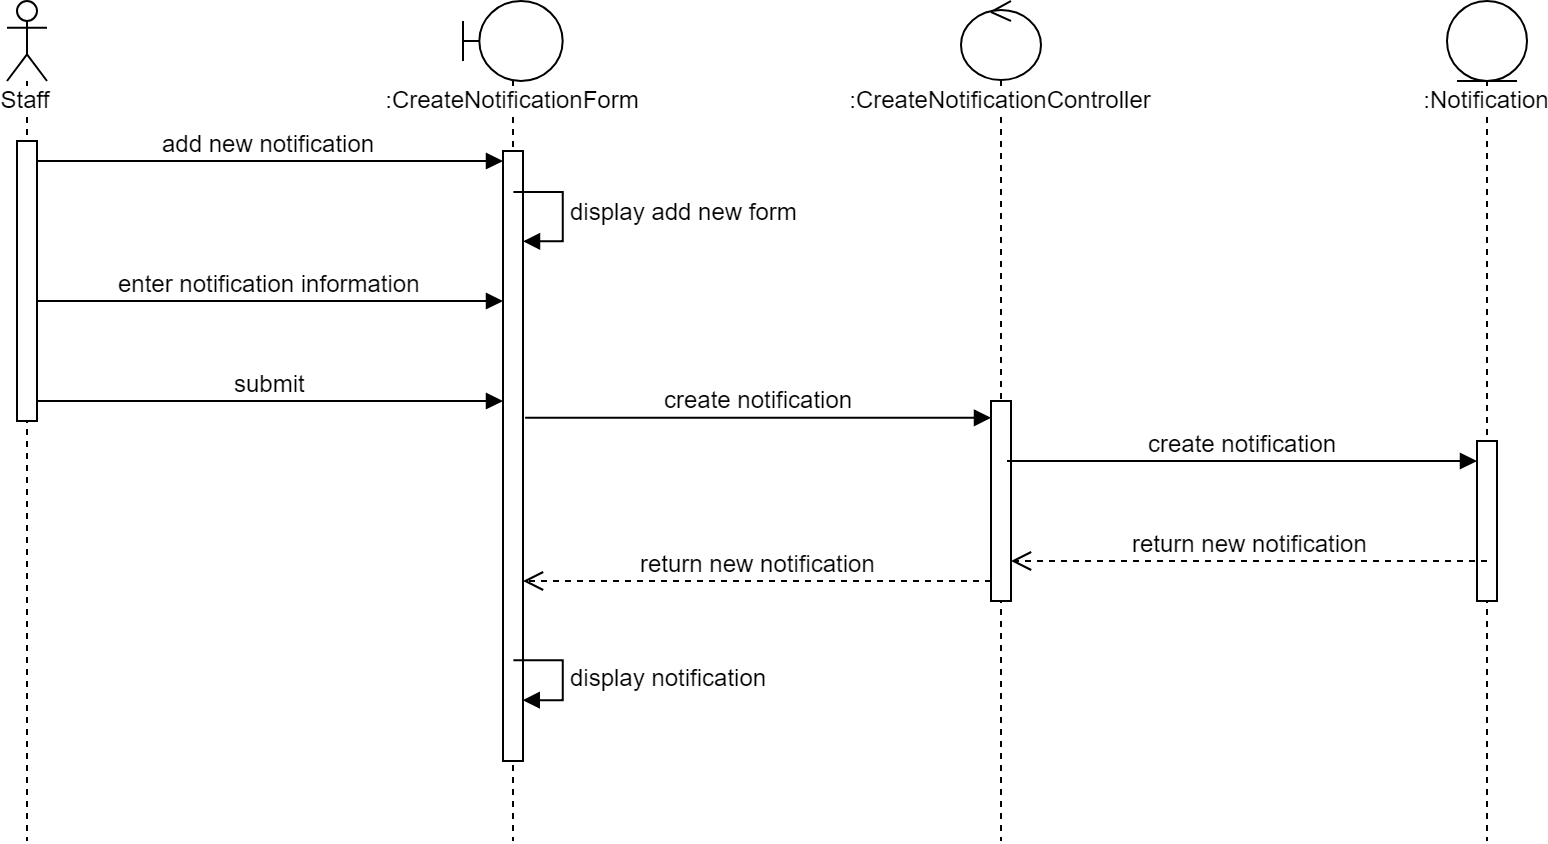 Staff
:CreateNotificationForm
:CreateNotificationController
:Notification
add new notification
display add new form
enter notification information
submit
create notification
create notification
return new notification
return new notification
display notification